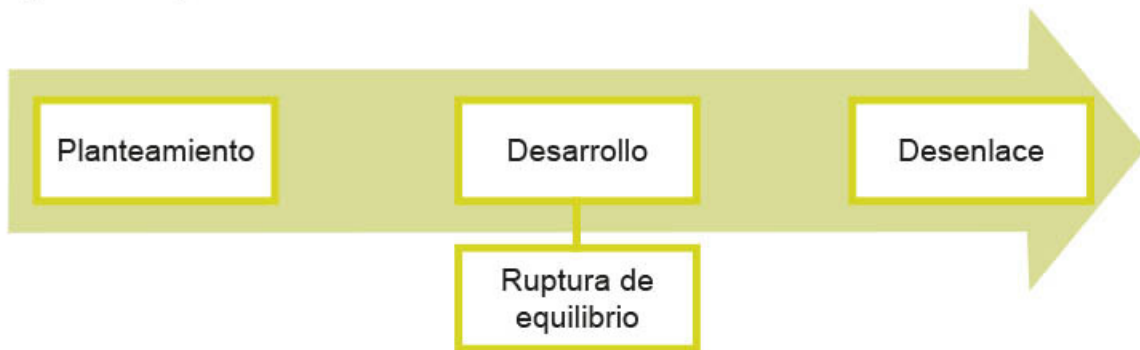 Planteamiento
Desarrollo
Desenlace
Ruptura de
equilibrio